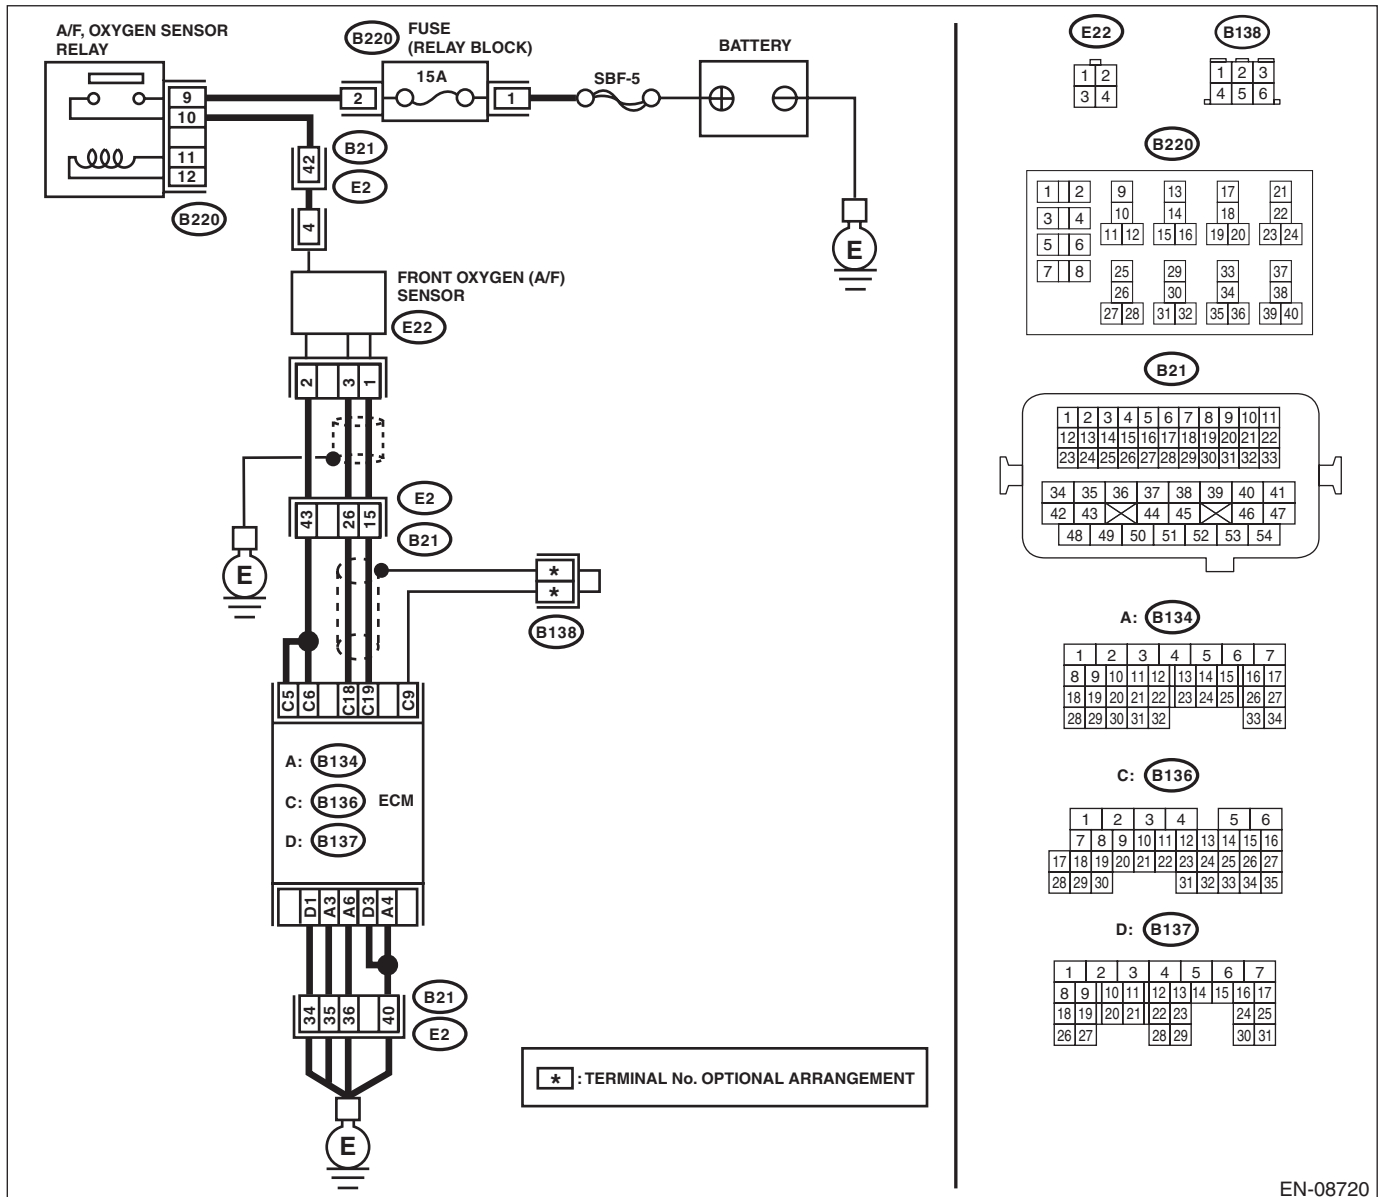 A/F, OXYGEN SENSOR
RELAY
B220
FUSE
(RELAY BLOCK)
15A
BATTERY
SBF-5
9
10
11
12
2
1
B220
42
B21
E2
4
E
FRONT OXYGEN (A/F)
SENSOR
E22
2 3 1
E2
43 26 15
B21
E
*
*
B138
C5 C6 C18 C19 C9
A: B134
C: B136 ECM
D: B137
D1 A3 A6 D3 A4
B21
34 35 36 40
E2
E
* : TERMINAL No. OPTIONAL ARRANGEMENT
E22
1 2
3 4
B138
1 2 3
4 5 6
B220
1 2 9 13 17 21
3 4 10 14 18 22
11 12 15 16 19 20 23 24
5 6
7 8 25 29 33 37
26 30 34 38
27 28 31 32 35 36 39 40
B21
1 2 3 4 5 6 7 8 9 10 11
12 13 14 15 16 17 18 19 20 21 22
23 24 25 26 27 28 29 30 31 32 33
34 35 36 37 38 39 40 41
42 43 44 45 46 47
48 49 50 51 52 53 54
A: B134
1 2 3 4 5 6 7
8 9 10 11 12 13 14 15 16 17
18 19 20 21 22 23 24 25 26 27
28 29 30 31 32 33 34
C: B136
1 2 3 4 5 6
7 8 9 10 11 12 13 14 15 16
17 18 19 20 21 22 23 24 25 26 27
28 29 30 31 32 33 34 35
D: B137
1 2 3 4 5 6 7
8 9 10 11 12 13 14 15 16 17
18 19 20 21 22 23 24 25
26 27 28 29 30 31
EN-08720